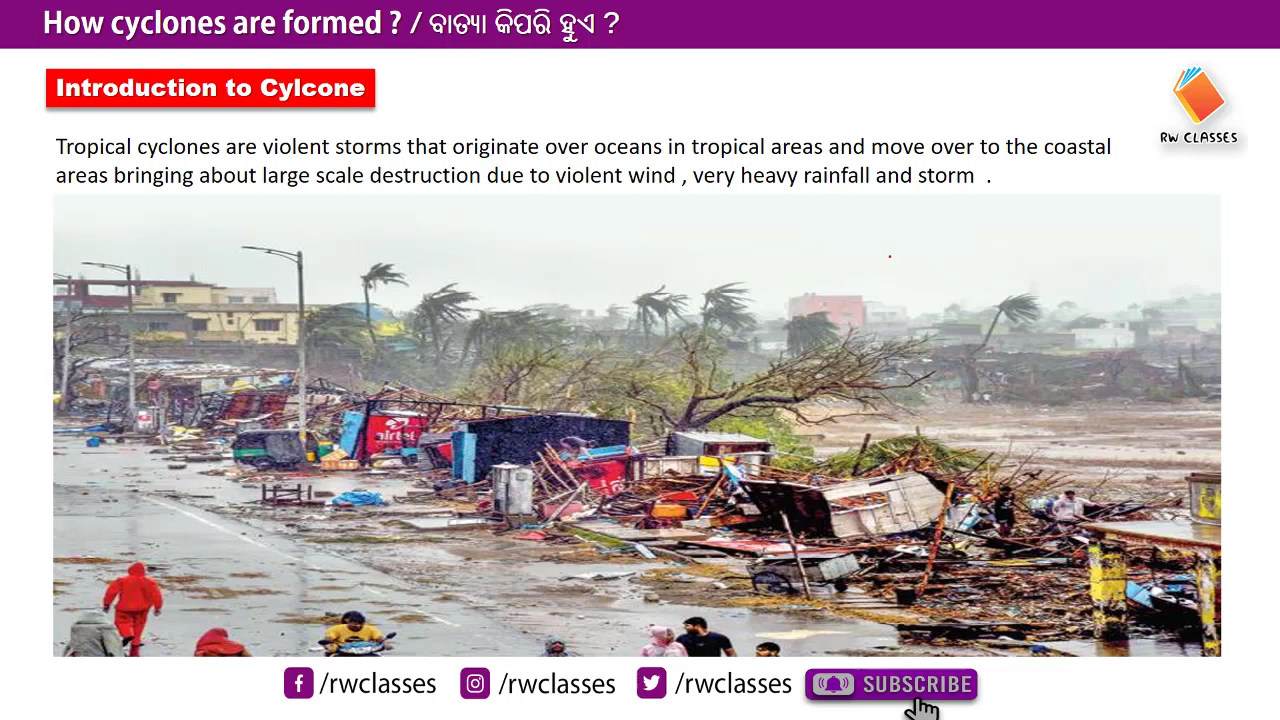 How cyclones are formed ? / ବାତ୍ୟା କିପରି ହୁଏ ?
Introduction to Cylcone
RW CLASSES
Tropical cyclones are violent storms that originate over oceans in tropical areas and move over to the coastal
areas bringing about large scale destruction due to violent wind , very heavy rainfall and storm .
airtel
/rwclasses /rwclasses /rwclasses SUBSCRIBE